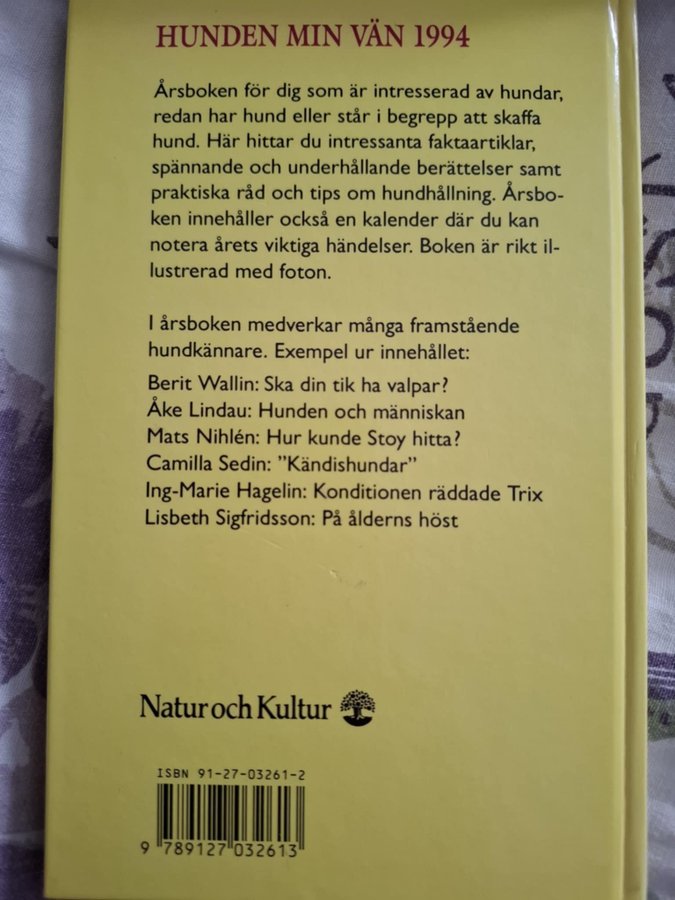 HUNDEN MIN VÄN 1994
Årsboken för dig som är intresserad av hundar,
redan har hund eller står i begrepp att skaffa
hund. Här hittar du intressanta faktaartiklar,
spännande och underhållande berättelser samt
praktiska råd och tips om hundhållning. Årsbo-
ken innehåller också en kalender där du kan
notera årets viktiga händelser. Boken är rikt il-
lustrerad med foton.
I årsboken medverkar många framstående
hundkännare. Exempel ur innehållet:
Berit Wallin: Ska din tik ha valpar?
Åke Lindau: Hunden och människan
Mats Nihlén: Hur kunde Stoy hitta?
Camilla Sedin: ”Kändishundar”
Ing-Marie Hagelin: Konditionen räddade Trix
Lisbeth Sigfridsson: På ålderns höst
Natur och Kultur
ISBN 91-27-03261-2
9 789127 032613